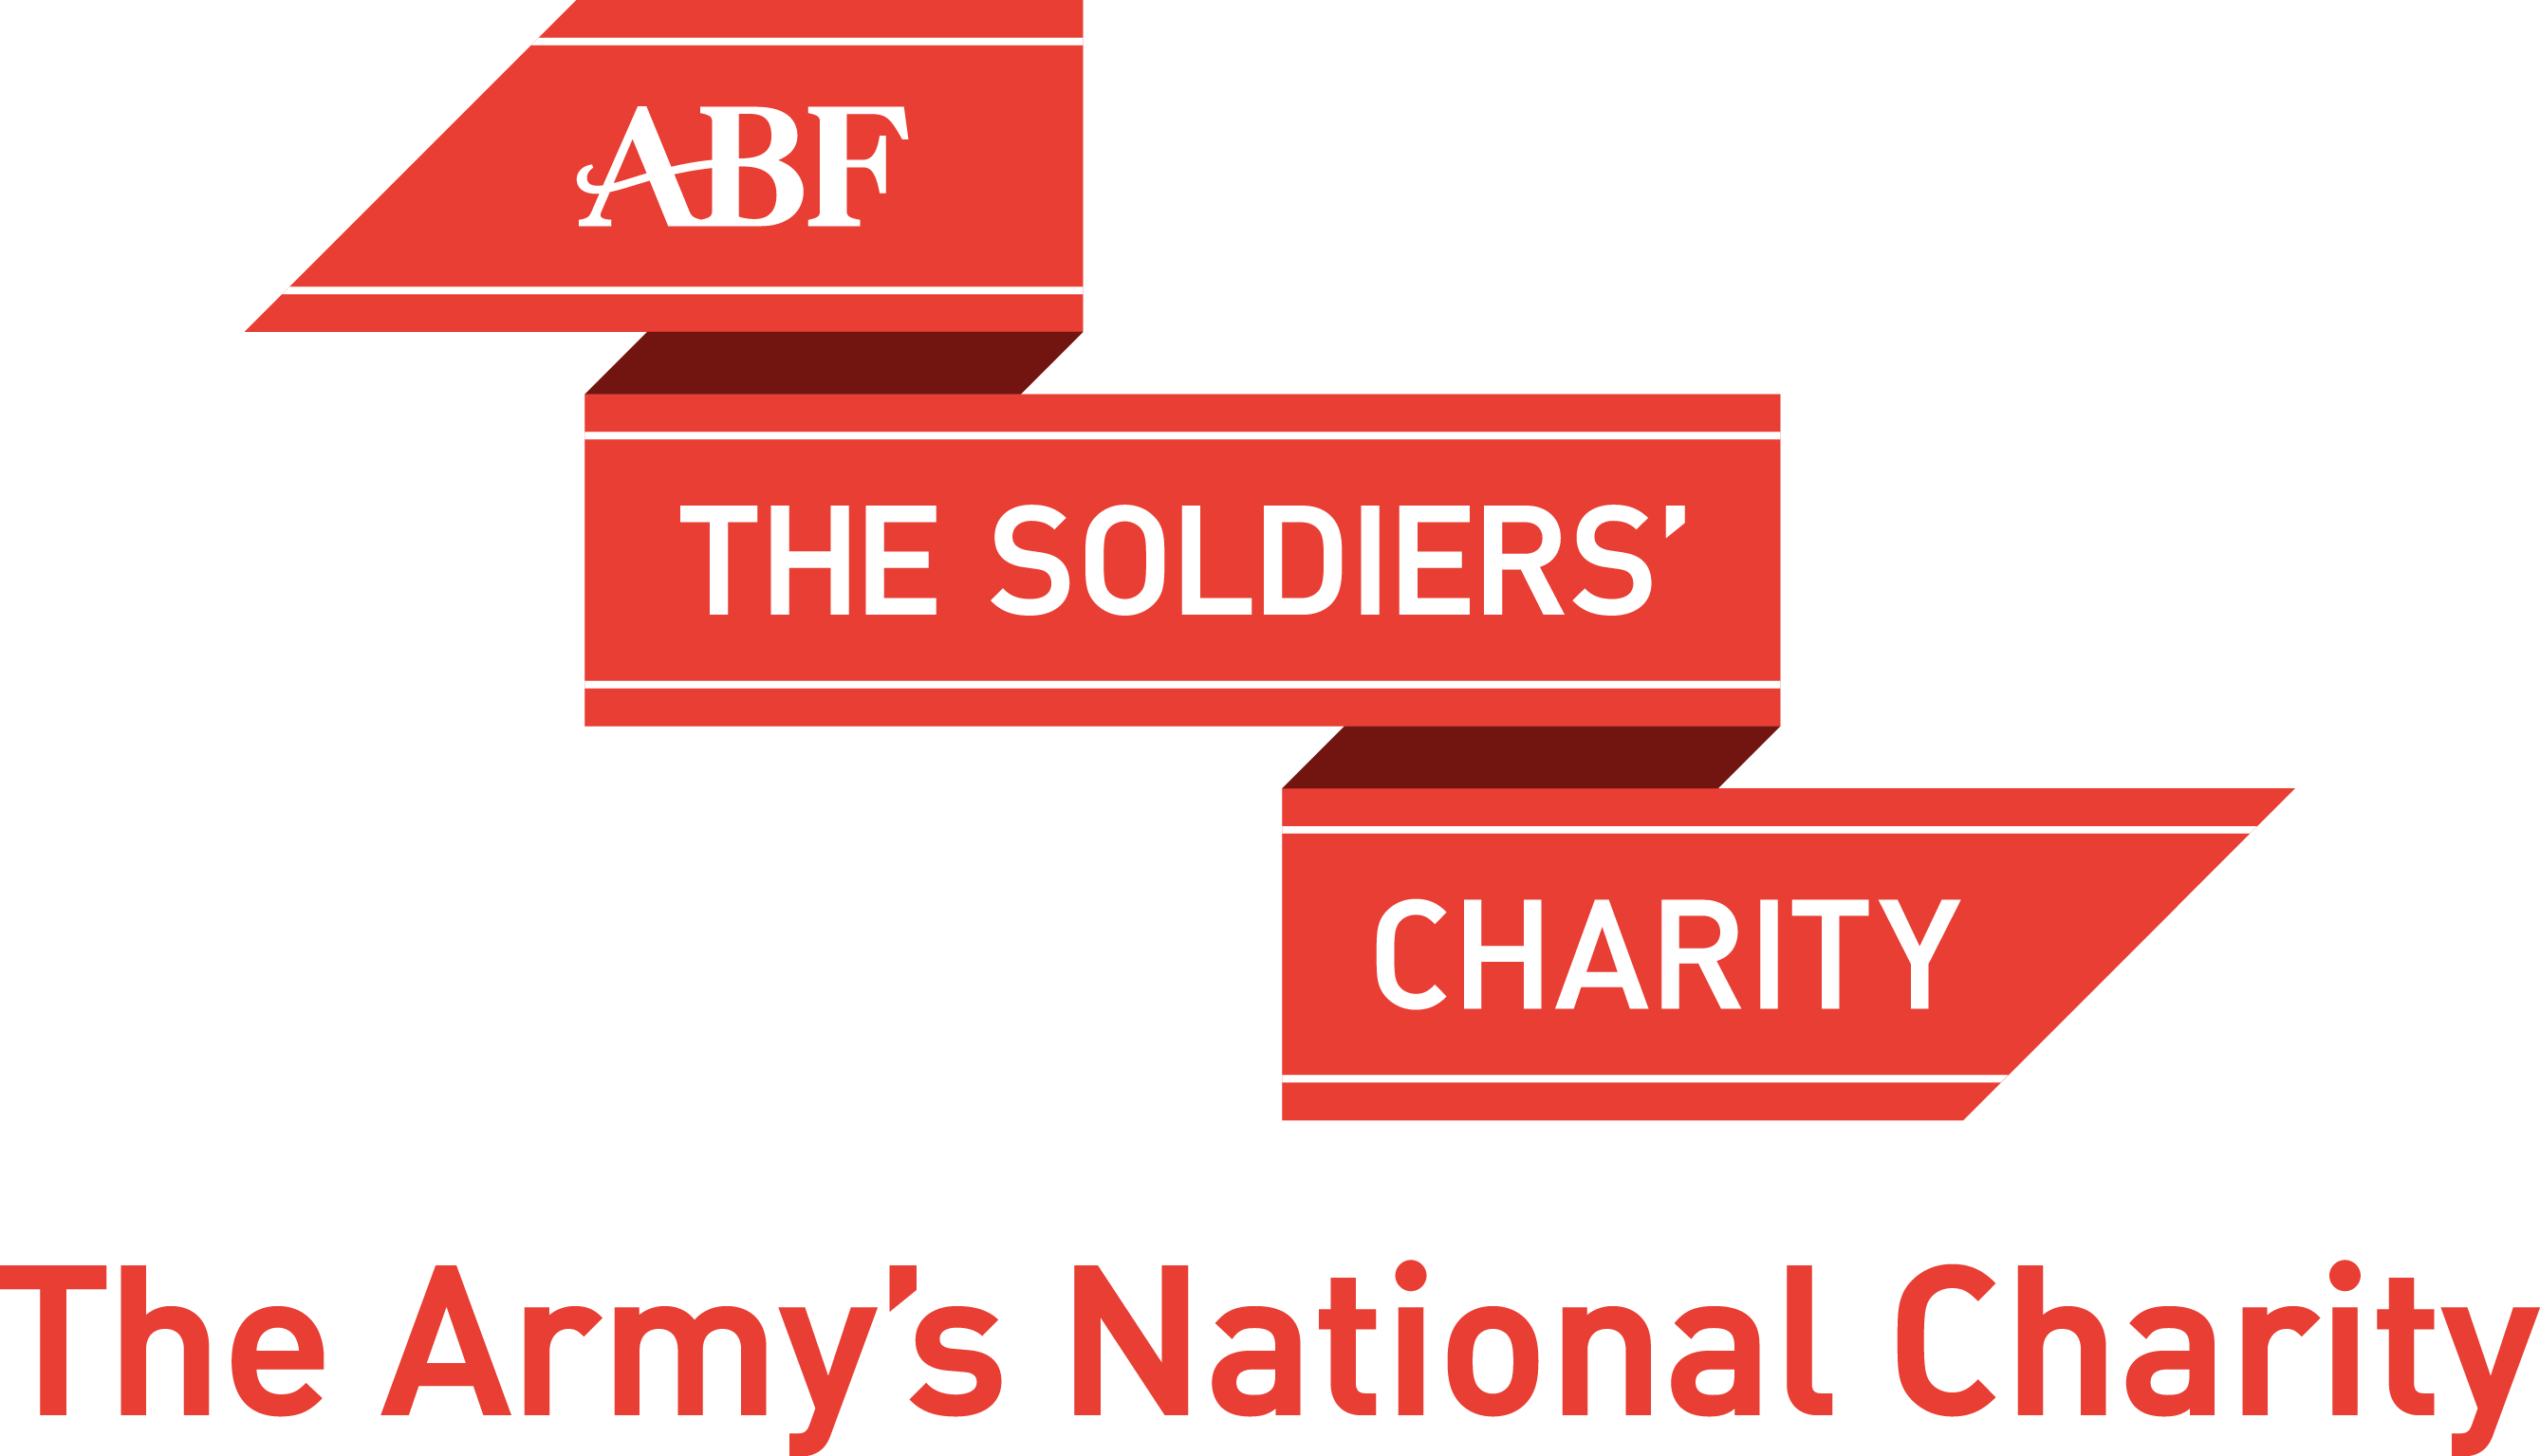 ABF
THE SOLDIERS’
CHARITY
The Army’s National Charity